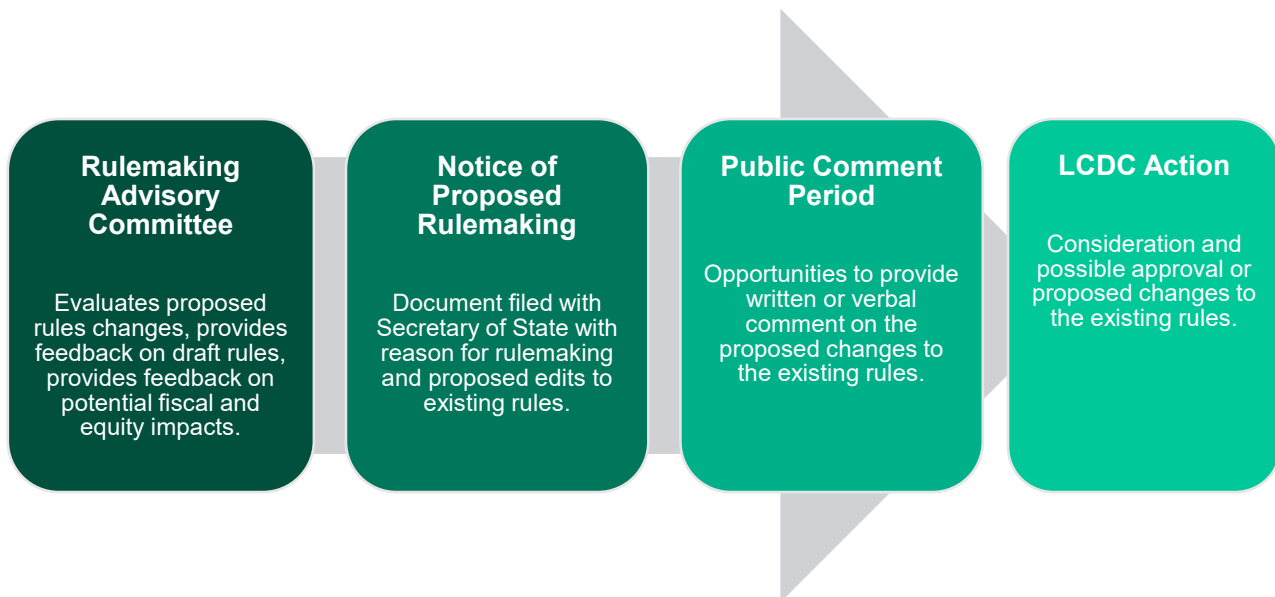 Rulemaking
Advisory
Committee
Evaluates proposed
rules changes, provides
feedback on draft rules,
provides feedback on
potential fiscal and
equity impacts.
Notice of
Proposed
Rulemaking
Document filed with
Secretary of State with
reason for rulemaking
and proposed edits to
existing rules.
Public Comment
Period
Opportunities to provide
written or verbal
comment on the
proposed changes to
the existing rules.
LCDC Action
Consideration and
possible approval or
proposed changes to
the existing rules.